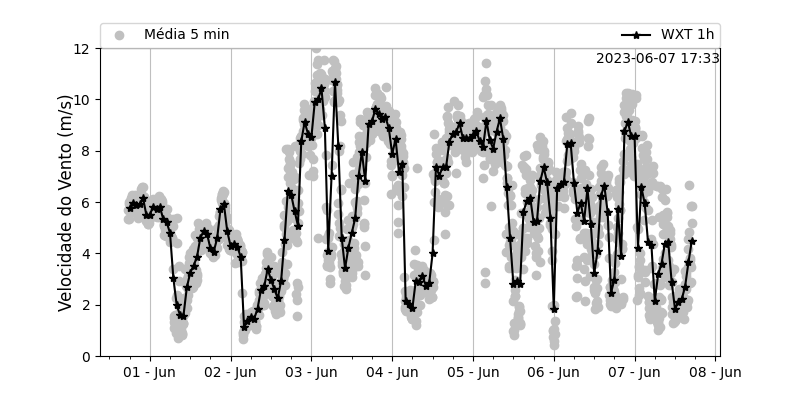 Média 5 min
WXT 1h
2023-06-07 17:33
Velocidade do Vento (m/s)
12
10
8
6
4
2
0
01 - Jun
02 - Jun
03 - Jun
04 - Jun
05 - Jun
06 - Jun
07 - Jun
08 - Jun